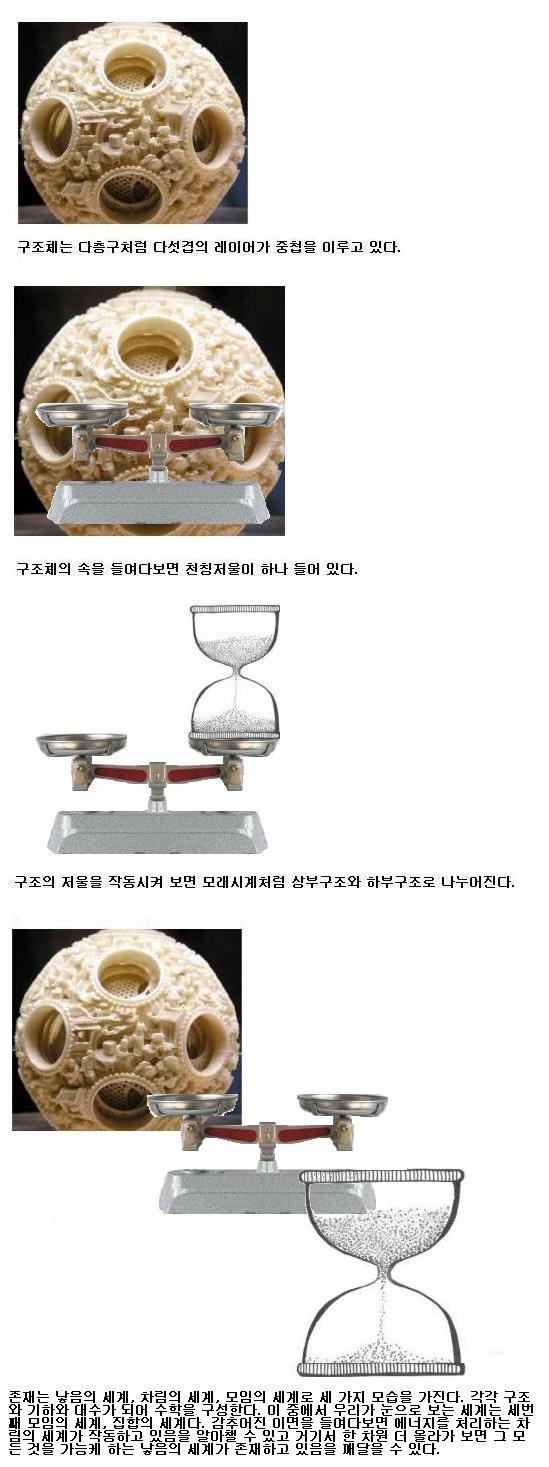 구조체는 다층구처럼 다섯겹의 레이어가 중첩을 이루고 있다.
구조체의 속을 들여다보면 천칭저울이 하나 들어 있다.
구조의 저울을 작동시켜 보면 모래시계처럼 상부구조와 하부구조로 나누어진다.
존재는 낳음의 세계, 차림의 세계, 모임의 세계로 세 가지 모습을 가진다. 각각 구조
와 기하와 대수가 되어 수학을 구성한다. 이 중에서 우리가 눈으로 보는 세계는 세번
째 모임의 세계, 집합의 세계다. 감추어진 이면을 들여다보면 에너지를 처리하는 차
림의 세계가 작동하고 있음을 알아챌 수 있고 거기서 한 차원 더 올라가 보면 그 모
든 것을 가능케 하는 낳음의 세계가 존재하고 있음을 깨달을 수 있다.